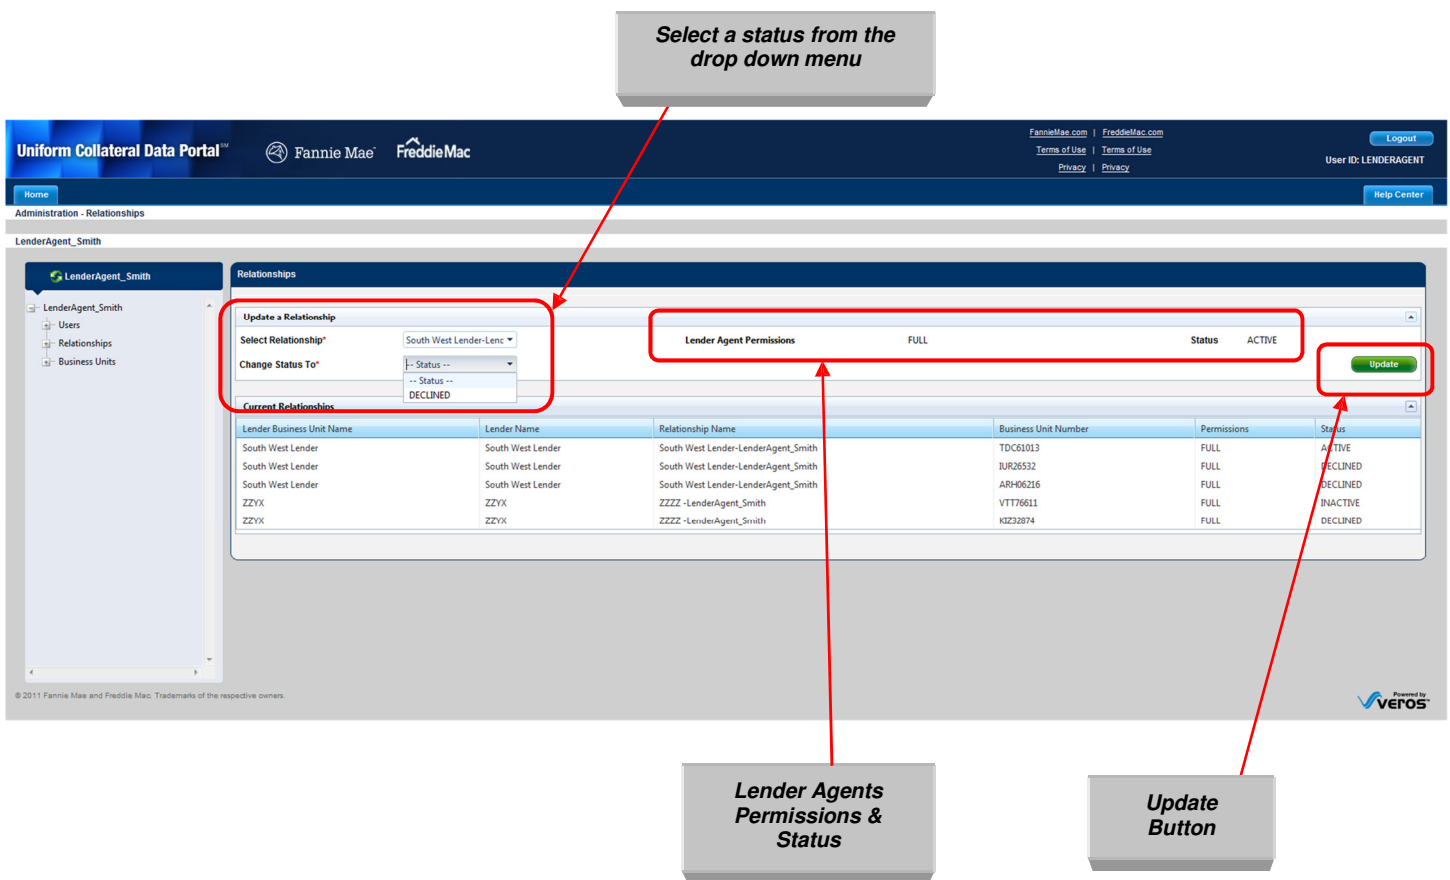 Select a status from the
drop down menu
Uniform Collateral Data Portal℠
Fannie Mae
Freddie Mac
FannieMae.com | FreddieMac.com
Terms of Use | Terms of Use
Privacy | Privacy
Logout
User ID: LENDERAGENT
Home
Help Center
Administration - Relationships
LenderAgent_Smith
LenderAgent_Smith
LenderAgent_Smith
Users
Relationships
Business Units
Relationships
Update a Relationship
Select Relationship* South West Lender-Lenc
Lender Agent Permissions FULL Status ACTIVE
Change Status To* -- Status --
Update
-- Status --
DECLINED
Current Relationships
Lender Business Unit Name Lender Name Relationship Name Business Unit Number Permissions Status
South West Lender South West Lender South West Lender-LenderAgent_Smith TDC61013 FULL ACTIVE
South West Lender South West Lender South West Lender-LenderAgent_Smith IUR26532 FULL DECLINED
South West Lender South West Lender South West Lender-LenderAgent_Smith ARH06216 FULL DECLINED
ZZYX ZZYX ZZZZ -LenderAgent_Smith VTT76611 FULL INACTIVE
ZZYX ZZYX ZZZZ -LenderAgent_Smith KIZ32874 FULL DECLINED
© 2011 Fannie Mae and Freddie Mac. Trademarks of the respective owners.
Powered by
veros
Lender Agents
Permissions &
Status
Update
Button